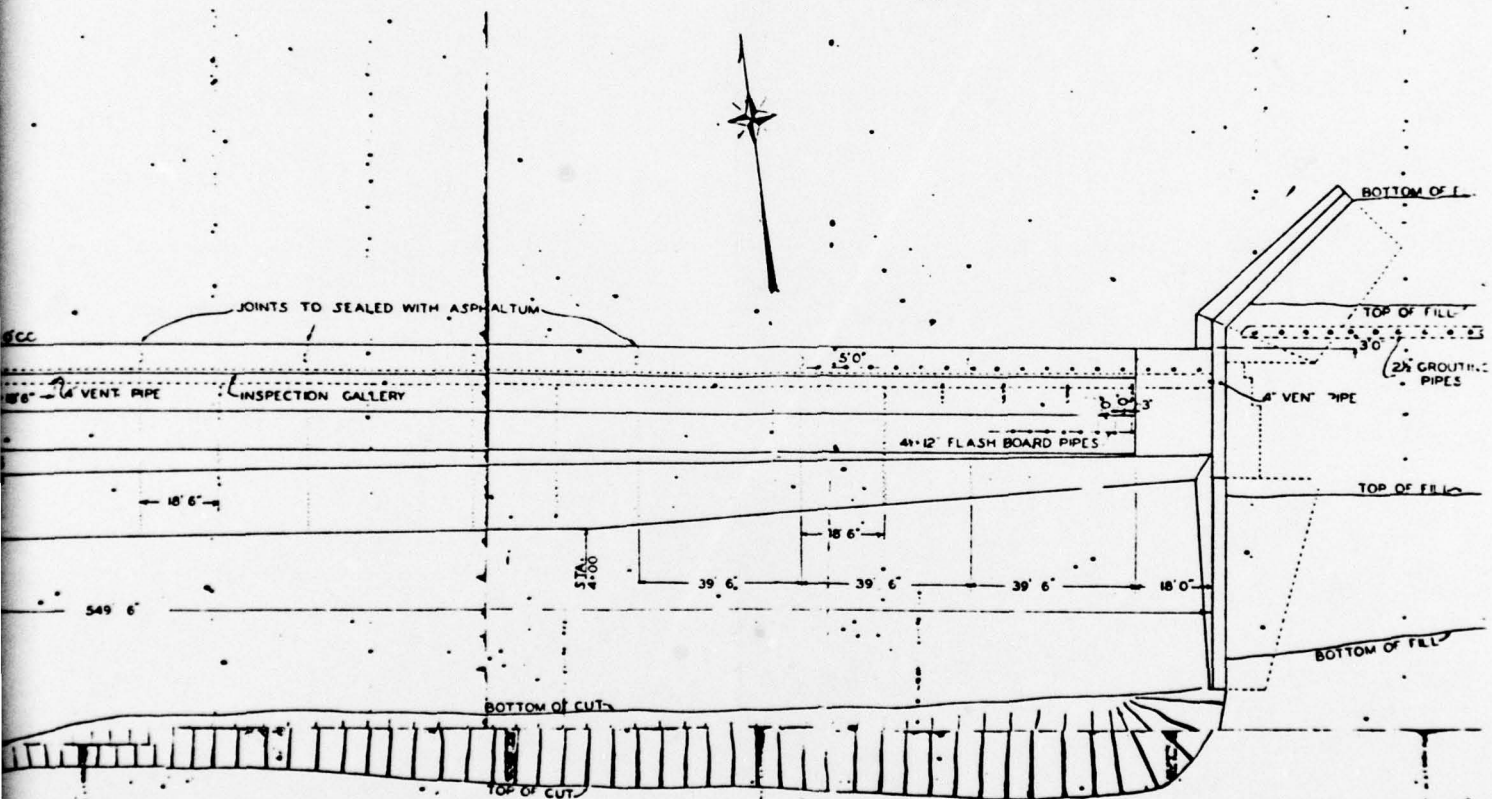 BOTTOM OF
JOINTS TO SEALED WITH ASPHALTUM
TOP OF FILL
5'0"
3'0"
2½ GROUTING
PIPES
4" VENT PIPE
INSPECTION GALLERY
3'
4" VENT PIPE
12" FLASH BOARD PIPES
TOP OF FILL
18' 6"
18' 6"
STA.
4+00
39' 6"
39' 6"
39' 6"
18' 0"
549' 6"
BOTTOM OF FILL
BOTTOM OF CUT
TOP OF CUT